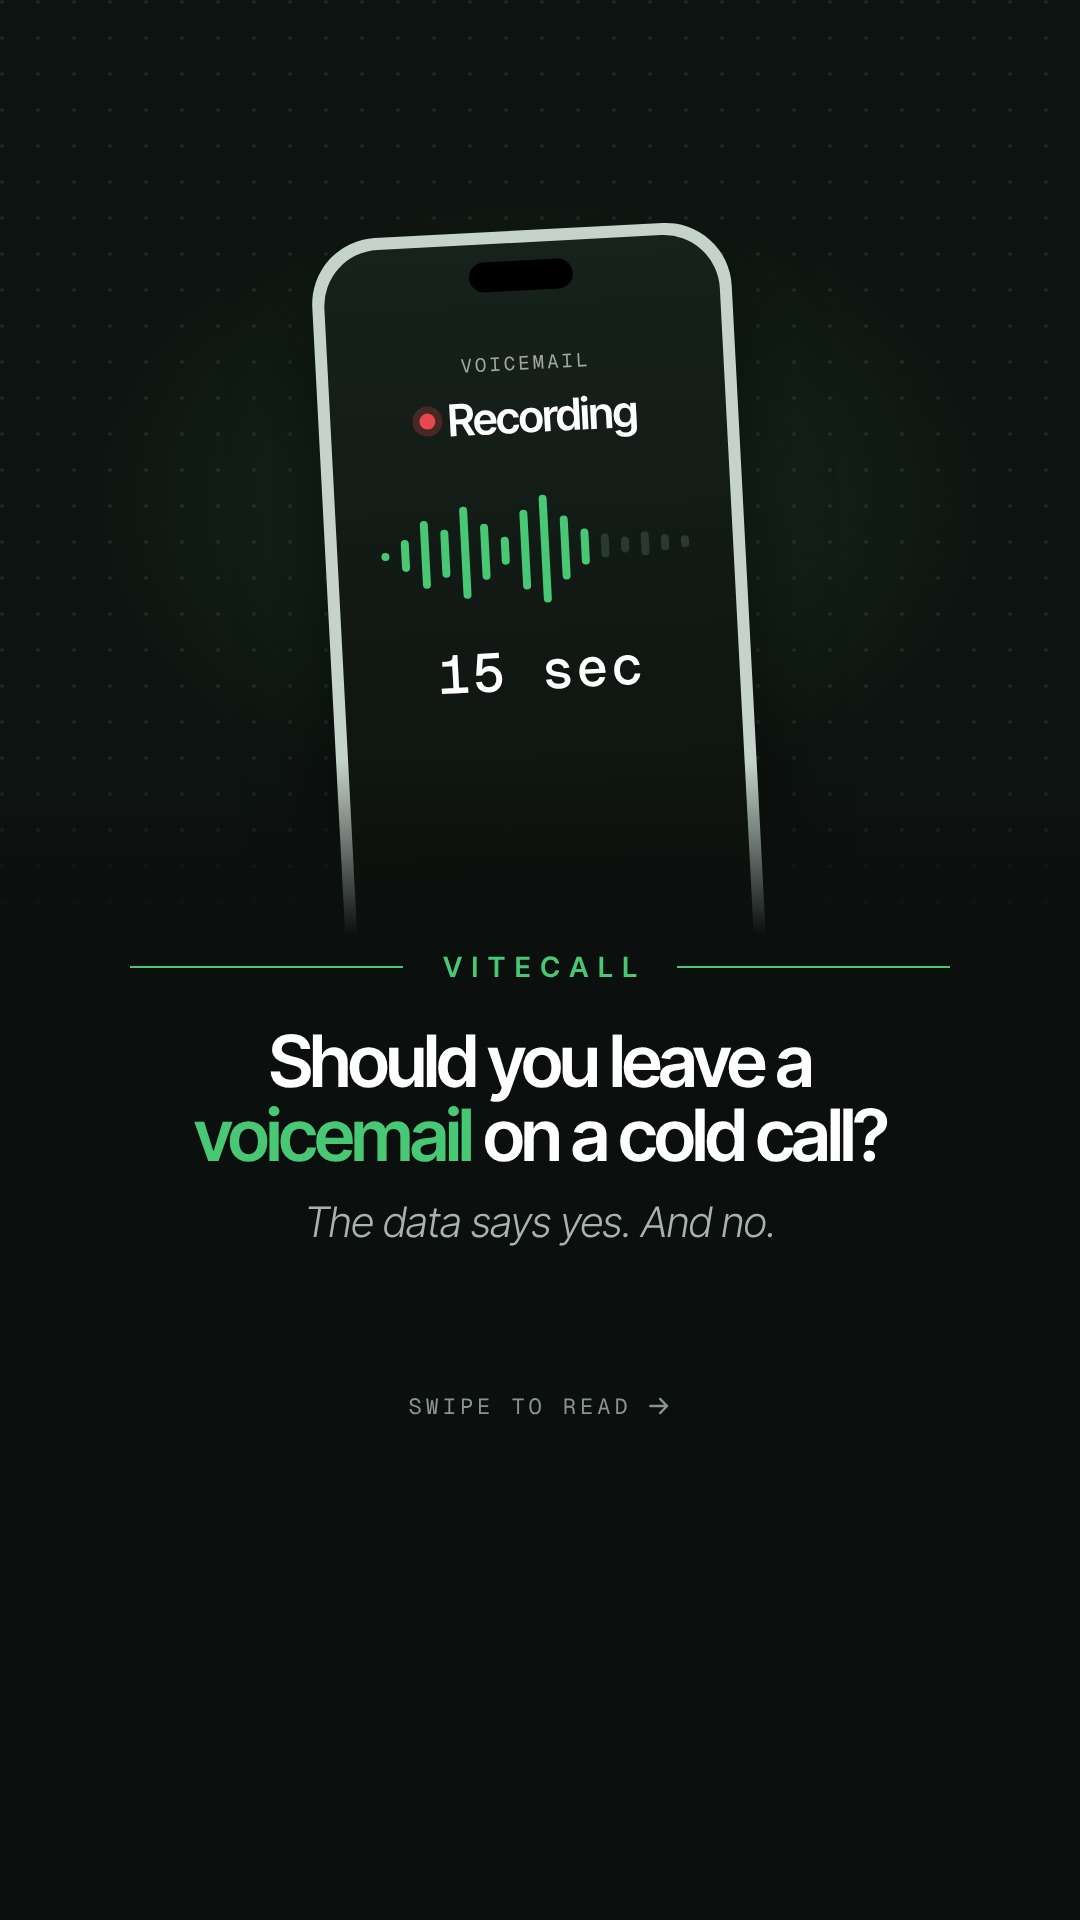 VOICEMAIL
Recording
15 sec
VITECALL
Should you leave a
voicemail on a cold call?
The data says yes. And no.
SWIPE TO READ →